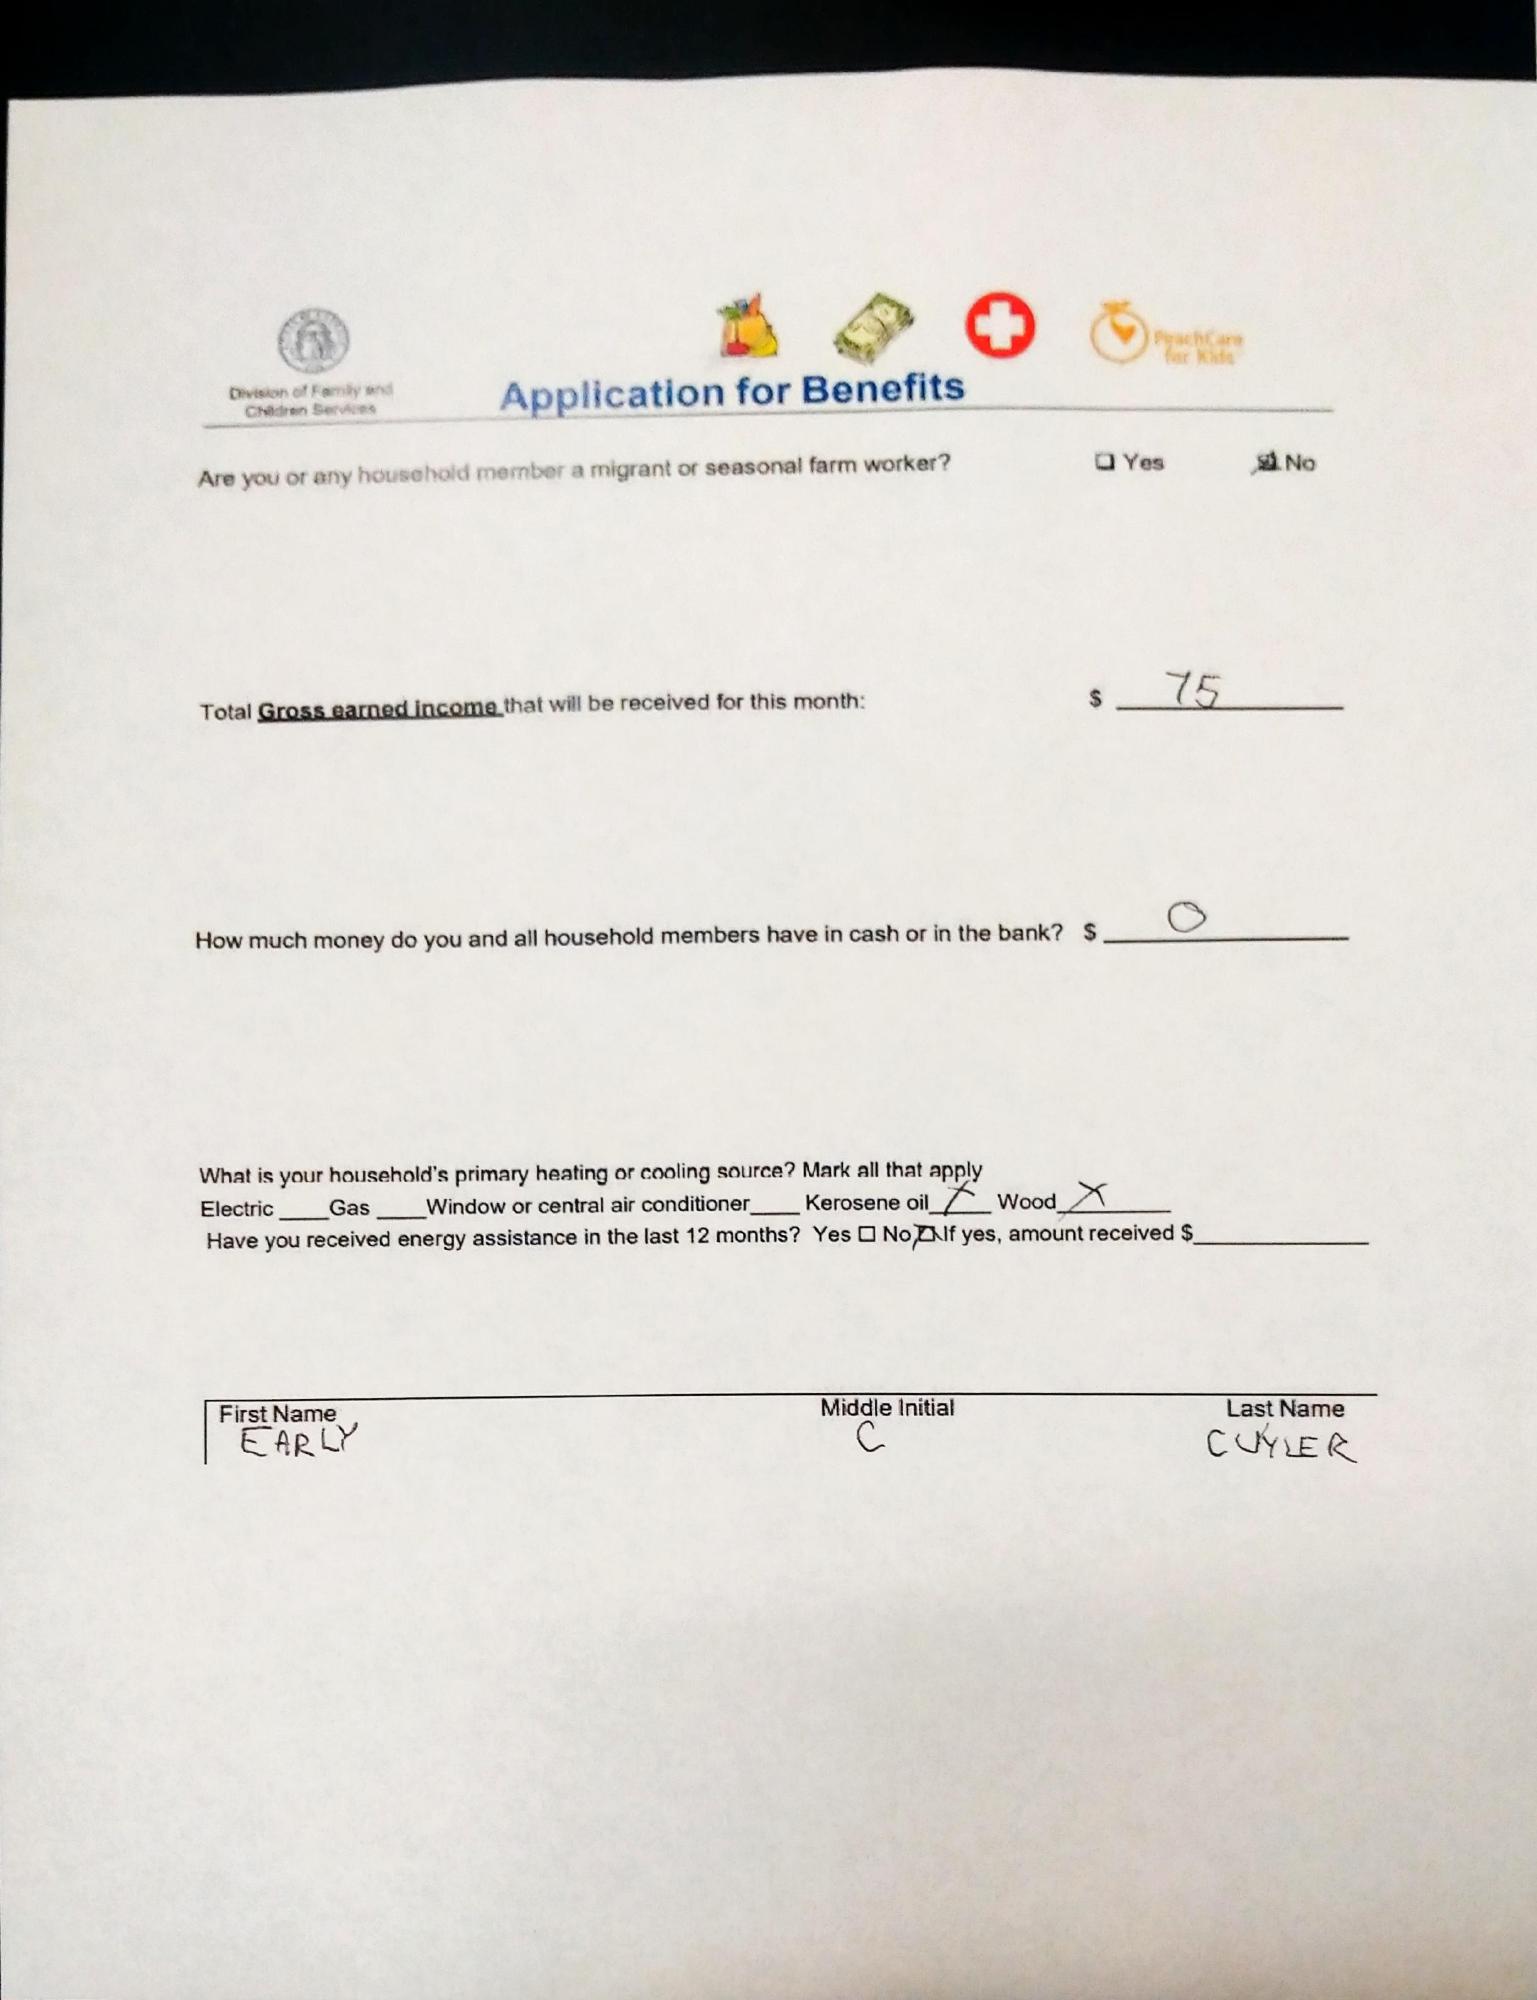 Division of Family and
Children Services
PeachCare
for Kids
Application for Benefits
Are you or any household member a migrant or seasonal farm worker? ❑ Yes ☒ No
Total Gross earned income that will be received for this month: $ 75
How much money do you and all household members have in cash or in the bank? $ 0
What is your household's primary heating or cooling source? Mark all that apply
Electric ____Gas ____Window or central air conditioner____ Kerosene oil X Wood X
Have you received energy assistance in the last 12 months? Yes ☐ No ☒ If yes, amount received $______________
First Name Middle Initial Last Name
EARLY C CUYLER